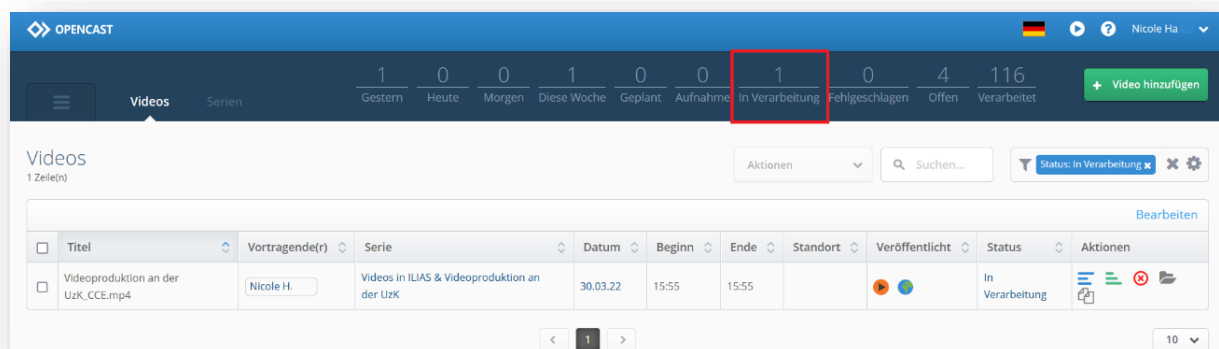 OPENCAST
Nicole Ha
Videos
Serien
1 0 0 1 0 0 1 0 4 116
Gestern Heute Morgen Diese Woche Geplant Aufnahme In Verarbeitung Fehlgeschlagen Offen Verarbeitet
+ Video hinzufügen
Videos
1 Zeile(n)
Aktionen
Suchen...
Status: In Verarbeitung x
Bearbeiten
Titel Vortragende(r) Serie Datum Beginn Ende Standort Veröffentlicht Status Aktionen
Videoproduktion an der
UzK_CCE.mp4
Nicole H.
Videos in ILIAS & Videoproduktion an
der UzK
30.03.22
15:55
15:55
In
Verarbeitung
< 1 >
10